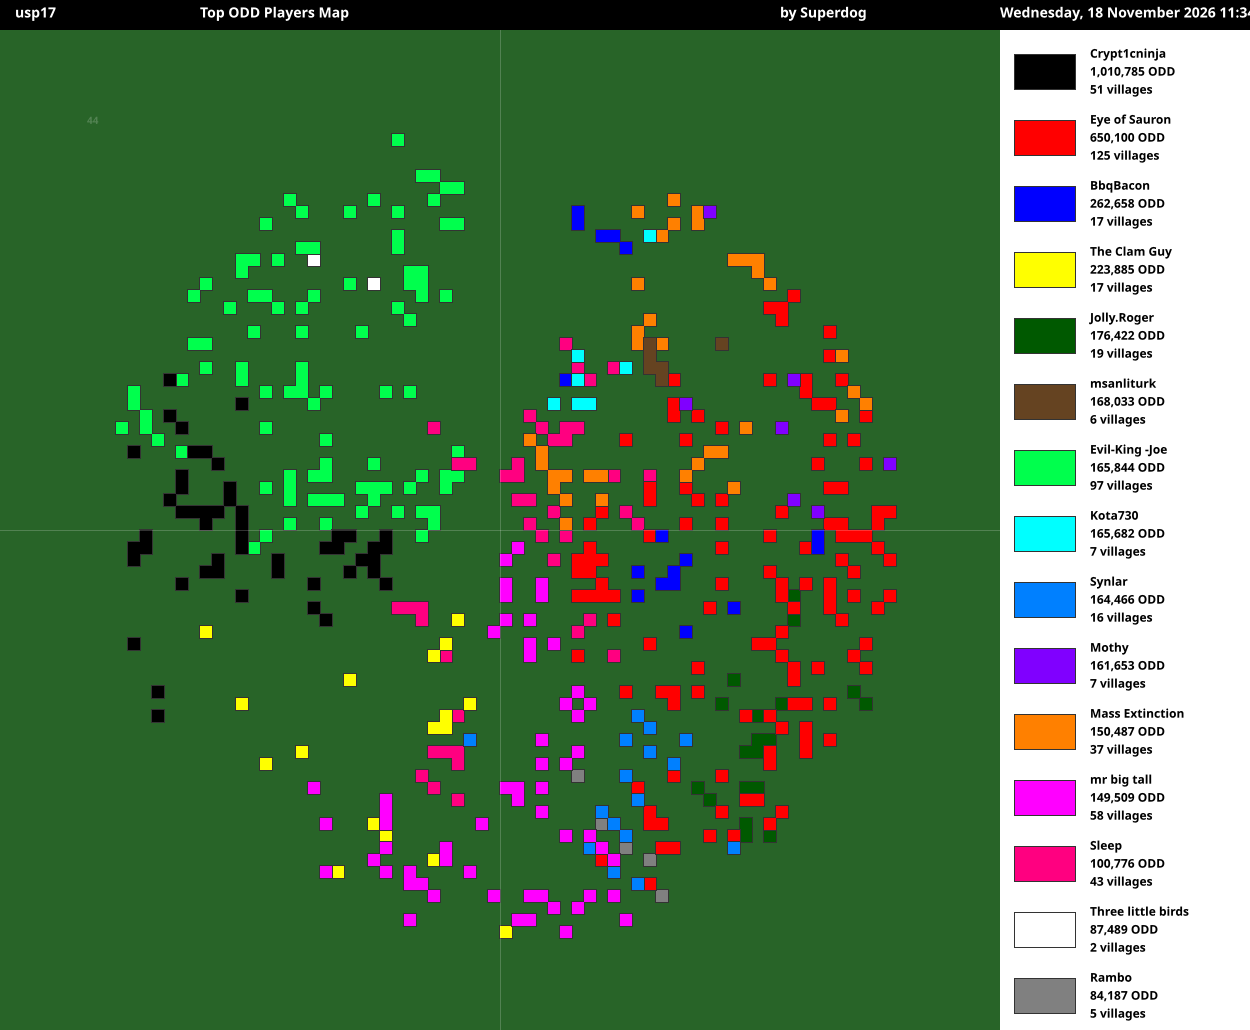 usp17 Top ODD Players Map by Superdog Wednesday, 18 November 2026 11:34
44
Crypt1cninja
1,010,785 ODD
51 villages
Eye of Sauron
650,100 ODD
125 villages
BbqBacon
262,658 ODD
17 villages
The Clam Guy
223,885 ODD
17 villages
Jolly.Roger
176,422 ODD
19 villages
msanliturk
168,033 ODD
6 villages
Evil-King -Joe
165,844 ODD
97 villages
Kota730
165,682 ODD
7 villages
Synlar
164,466 ODD
16 villages
Mothy
161,653 ODD
7 villages
Mass Extinction
150,487 ODD
37 villages
mr big tall
149,509 ODD
58 villages
Sleep
100,776 ODD
43 villages
Three little birds
87,489 ODD
2 villages
Rambo
84,187 ODD
5 villages